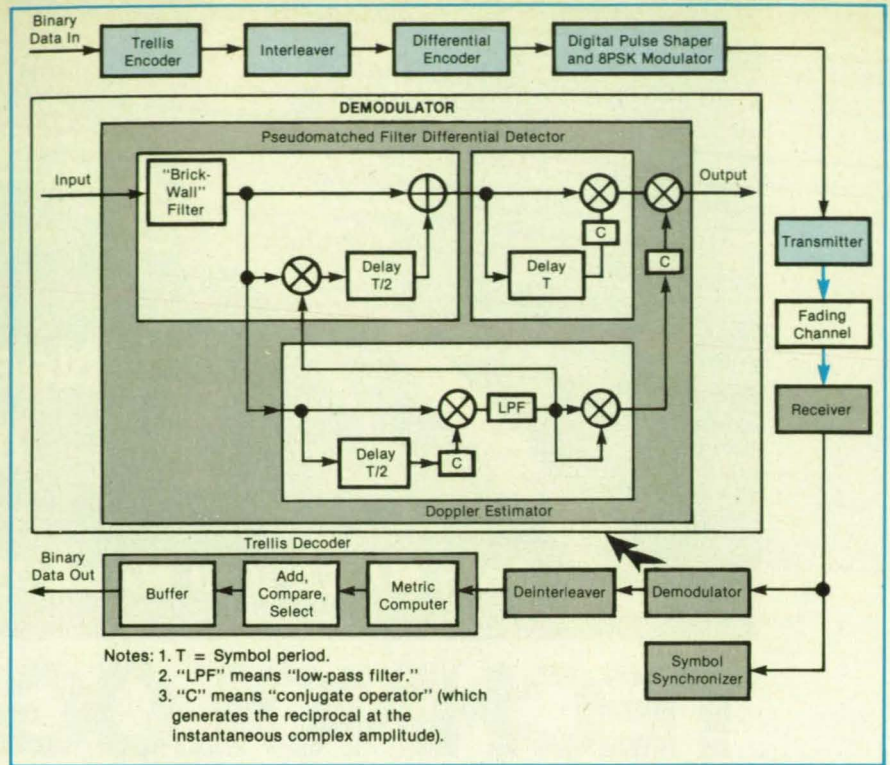 Binary
Data In
Trellis
Encoder
Interleaver
Differential
Encoder
Digital Pulse Shaper
and 8PSK Modulator
DEMODULATOR
Pseudomatched Filter Differential Detector
Input
"Brick-
Wall"
Filter
Delay
T/2
Delay
T
C
C
Output
Delay
T/2
C
LPF
Doppler Estimator
Transmitter
Fading
Channel
Receiver
Trellis Decoder
Binary
Data Out
Buffer
Add,
Compare,
Select
Metric
Computer
Deinterleaver
Demodulator
Symbol
Synchronizer
Notes: 1. T = Symbol period.
2. "LPF" means "low-pass filter."
3. "C" means "conjugate operator" (which
generates the reciprocal at the
instantaneous complex amplitude).